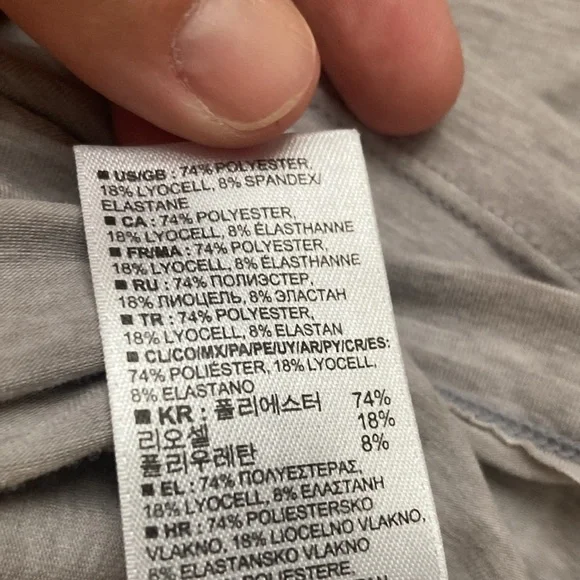 ■ US/GB : 74% POLYESTER,
18% LYOCELL, 8% SPANDEX/
ELASTANE
■ CA : 74% POLYESTER,
18% LYOCELL, 8% ÉLASTHANNE
■ FR/MA : 74% POLYESTER,
18% LYOCELL, 8% ÉLASTHANNE
■ RU : 74% ПОЛИЭСТЕР,
18% ЛИОЦЕЛЬ, 8% ЭЛАСТАН
■ TR : 74% POLYESTER,
18% LYOCELL, 8% ELASTAN
■ CL/CO/MX/PA/PE/UY/AR/PY/CR/ES:
74% POLIÉSTER, 18% LYOCELL,
8% ELASTANO
■ KR : 폴리에스터 74%
리오셀 18%
폴리우레탄 8%
■ EL : 74% ΠΟΛΥΕΣΤΕΡΑΣ,
18% LYOCELL, 8% ΕΛΑΣΤΑΝΗ
■ HR : 74% POLIESTERSKO
VLAKNO, 18% LIOCELNO VLAKNO,
8% ELASTANSKO VLAKNO
POLIESTERE,